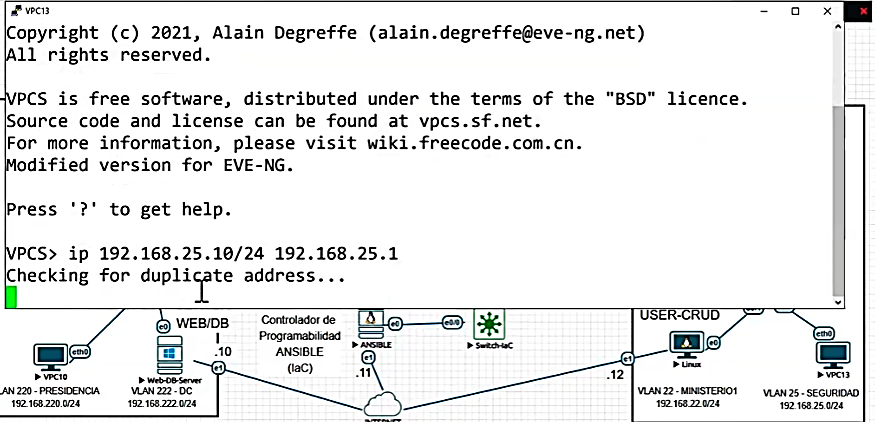 VPC13
Copyright (c) 2021, Alain Degreffe (alain.degreffe@eve-ng.net)
All rights reserved.
VPCS is free software, distributed under the terms of the "BSD" licence.
Source code and license can be found at vpcs.sf.net.
For more information, please visit wiki.freecode.com.cn.
Modified version for EVE-NG.
Press '?' to get help.
VPCS> ip 192.168.25.10/24 192.168.25.1
Checking for duplicate address...
eth0
VPC10
LAN 220 - PRESIDENCIA
192.168.220.0/24
e0
WEB/DB
.10
e1
Web-DB-Server
VLAN 222 - DC
192.168.222.0/24
Controlador de
Programabilidad
ANSIBLE
(IaC)
e0
ANSIBLE
e1
.11
e0/0
Switch-IaC
INTERNET
USER-CRUD
e1
.12
e0
Linux
VLAN 22 - MINISTERIO1
192.168.22.0/24
eth0
VPC13
VLAN 25 - SEGURIDAD
192.168.25.0/24